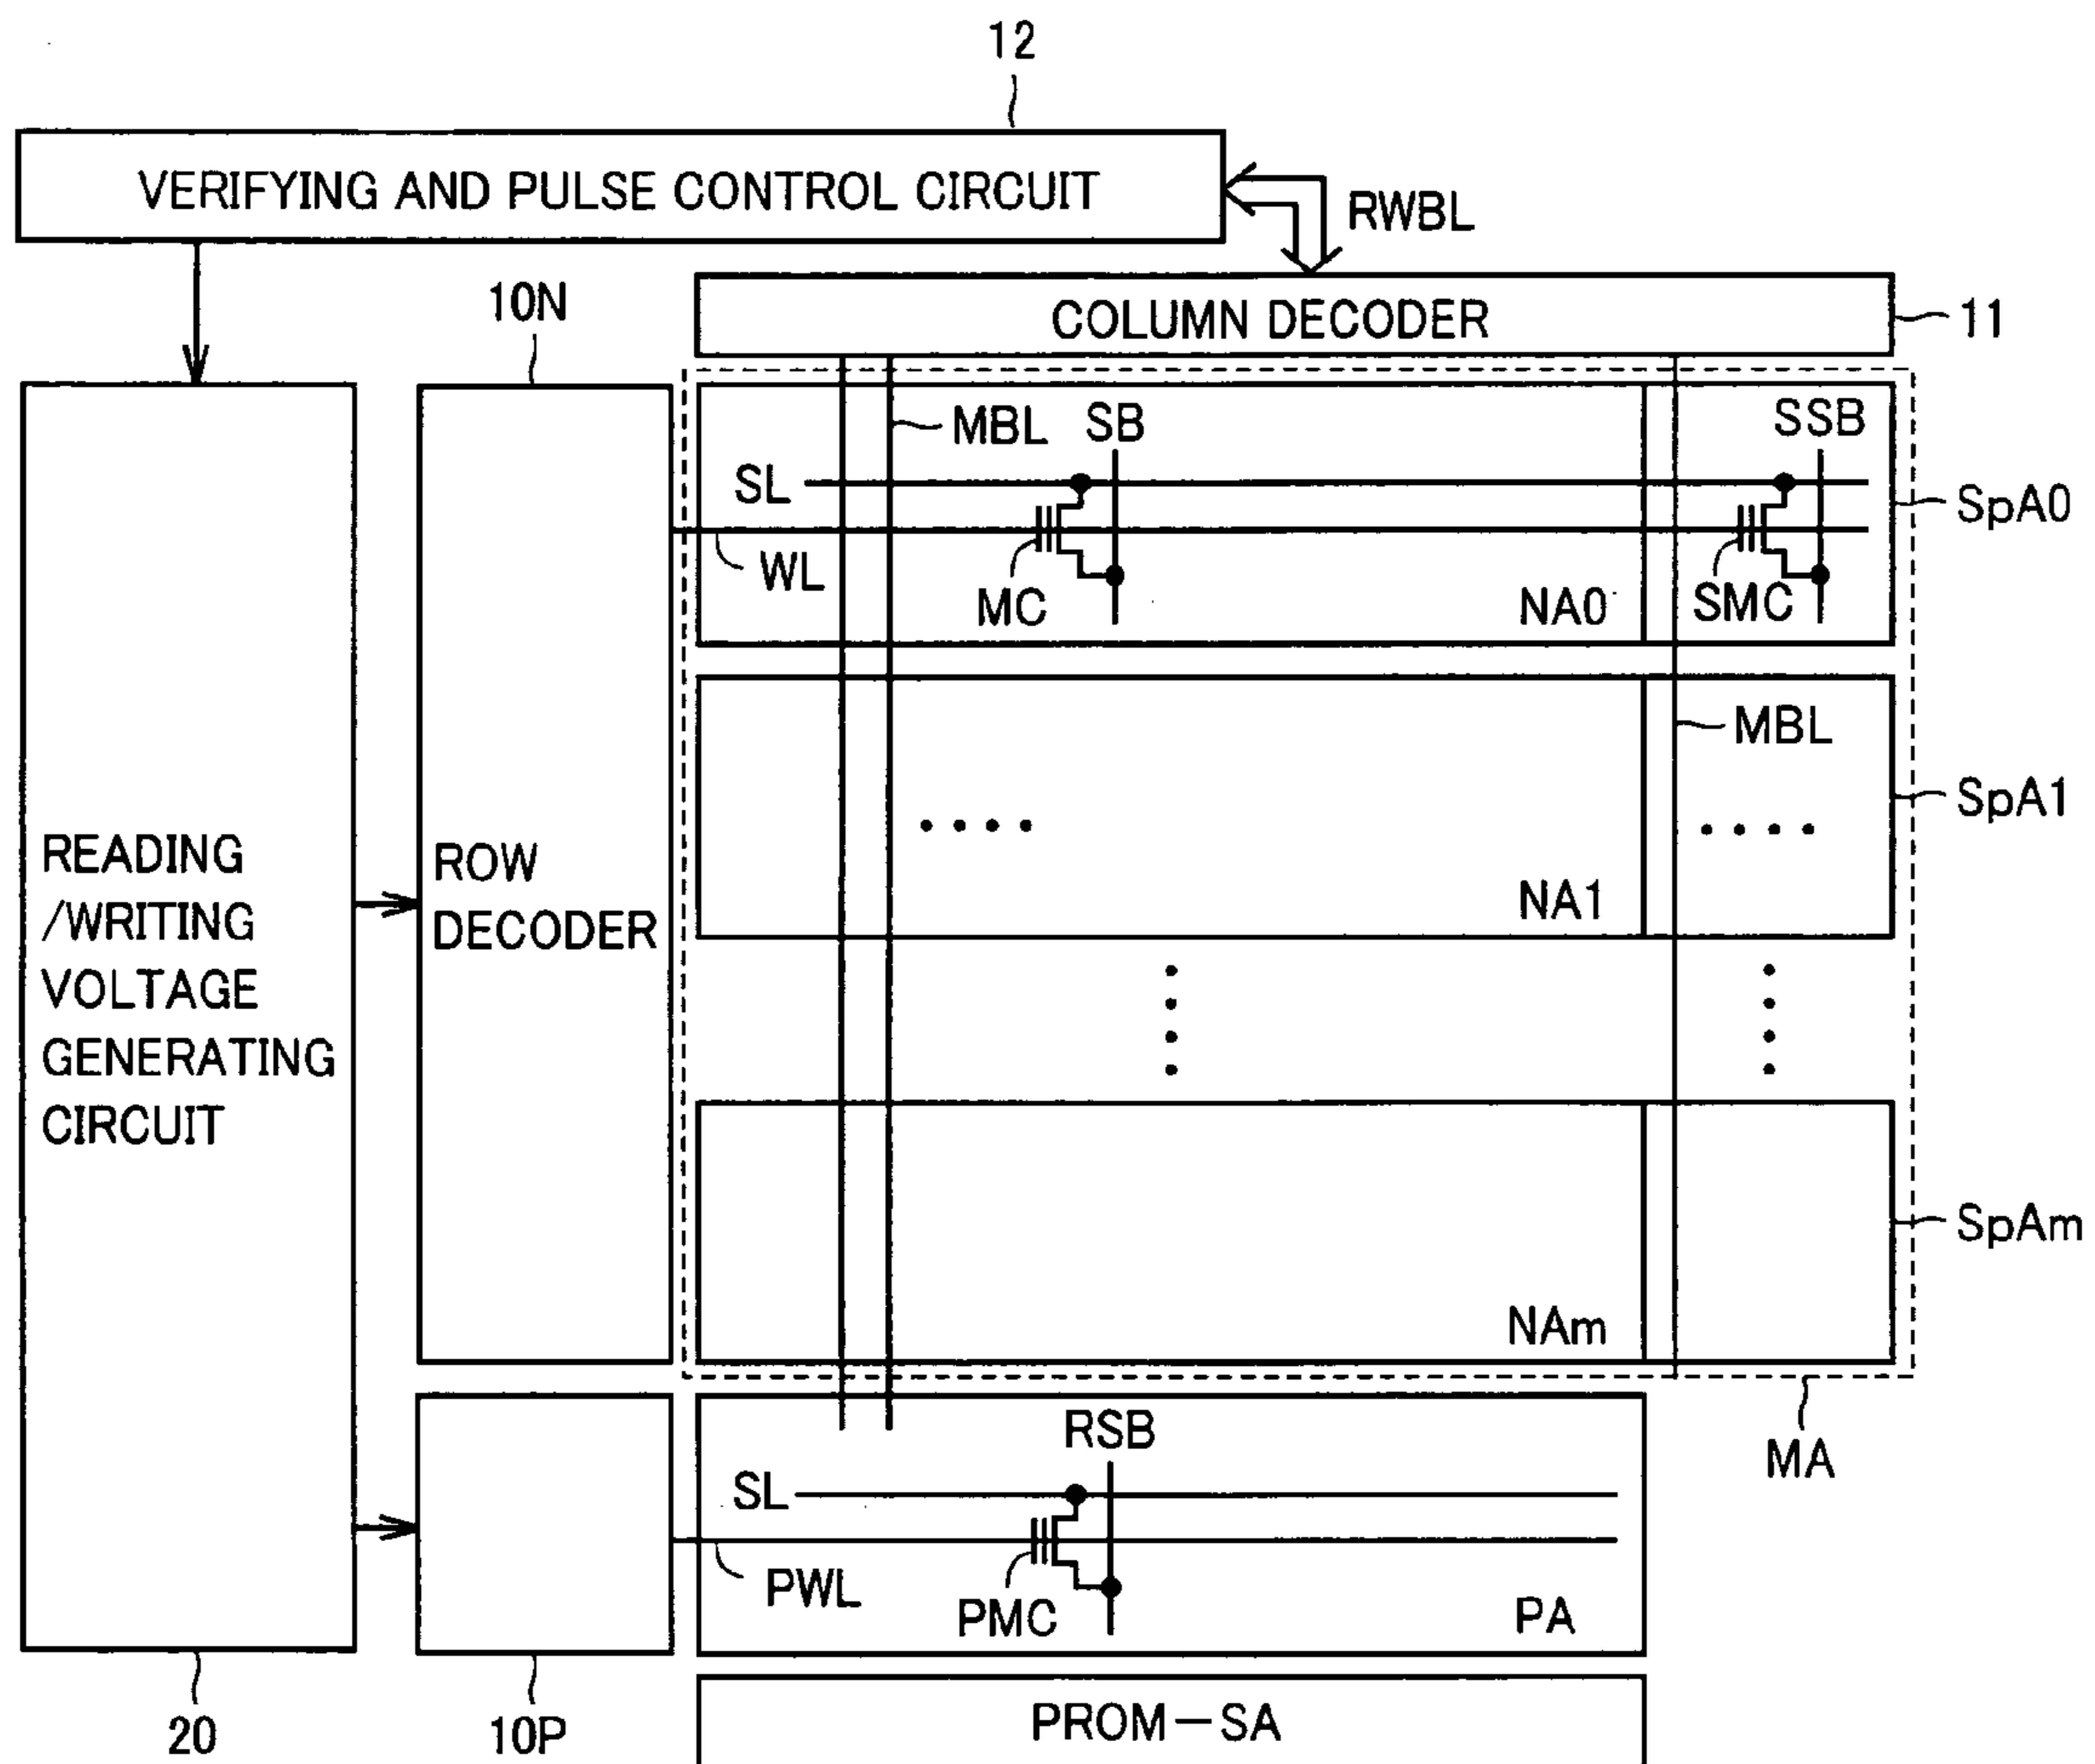 12
VERIFYING AND PULSE CONTROL CIRCUIT
RWBL
10N
COLUMN DECODER
11
MBL
SB
SSB
SL
SpA0
WL
MC
NA0
SMC
MBL
SpA1
READING
/WRITING
VOLTAGE
GENERATING
CIRCUIT
ROW
DECODER
NA1
SpAm
NAm
RSB
MA
SL
PWL
PMC
PA
20
10P
PROM－SA